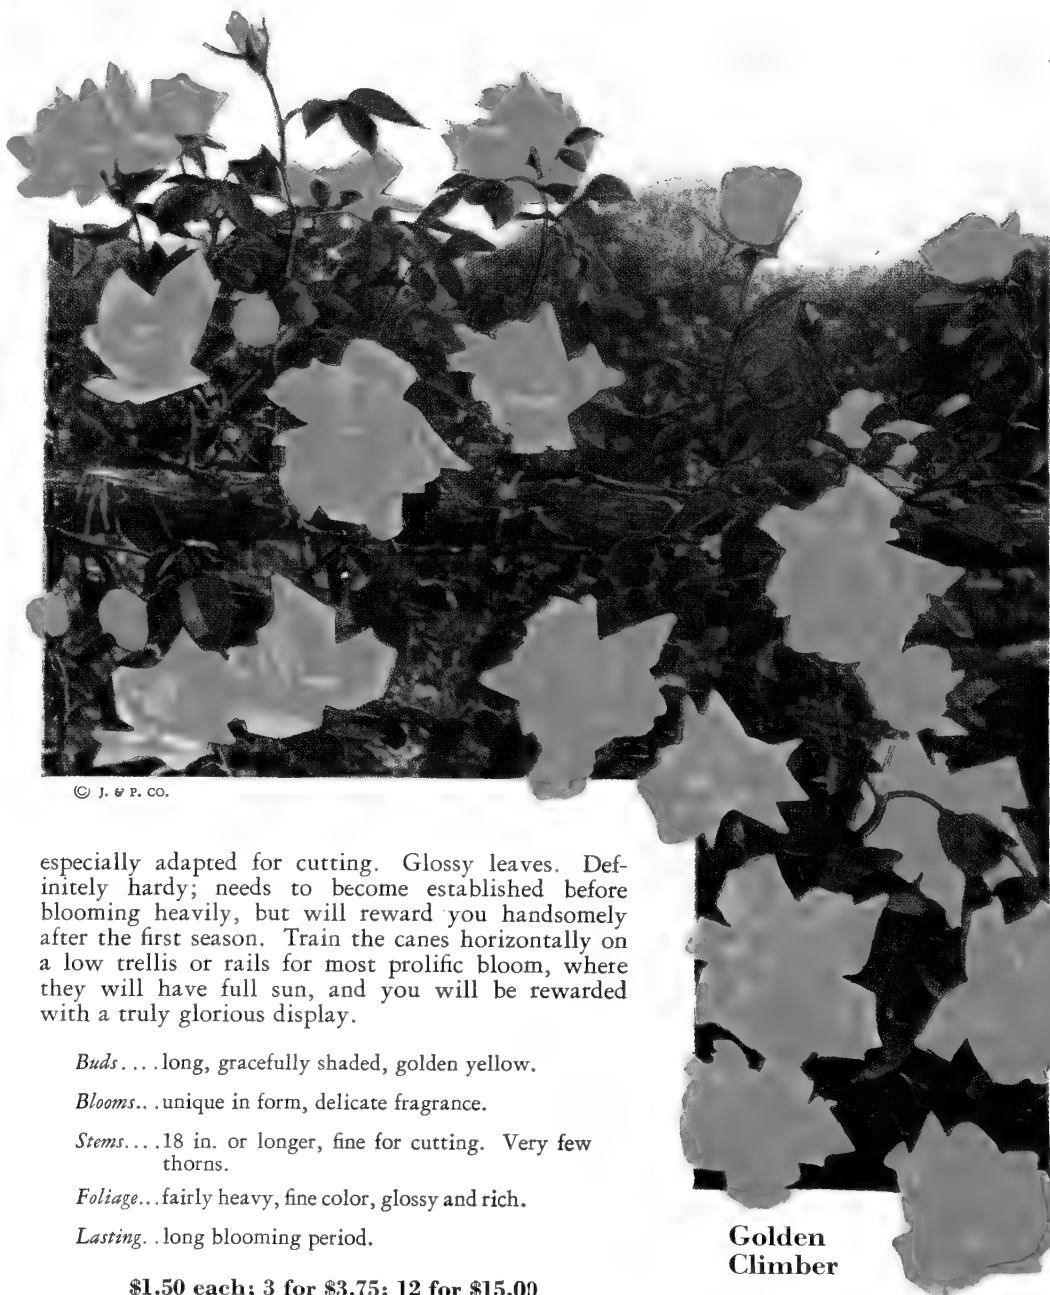 © J. & P. CO.
especially adapted for cutting. Glossy leaves. Def-
initely hardy; needs to become established before
blooming heavily, but will reward you handsomely
after the first season. Train the canes horizontally on
a low trellis or rails for most prolific bloom, where
they will have full sun, and you will be rewarded
with a truly glorious display.
Buds....long, gracefully shaded, golden yellow.
Blooms...unique in form, delicate fragrance.
Stems....18 in. or longer, fine for cutting. Very few
thorns.
Foliage...fairly heavy, fine color, glossy and rich.
Lasting..long blooming period.
Golden
Climber
$1.50 each; 3 for $3.75; 12 for $15.00